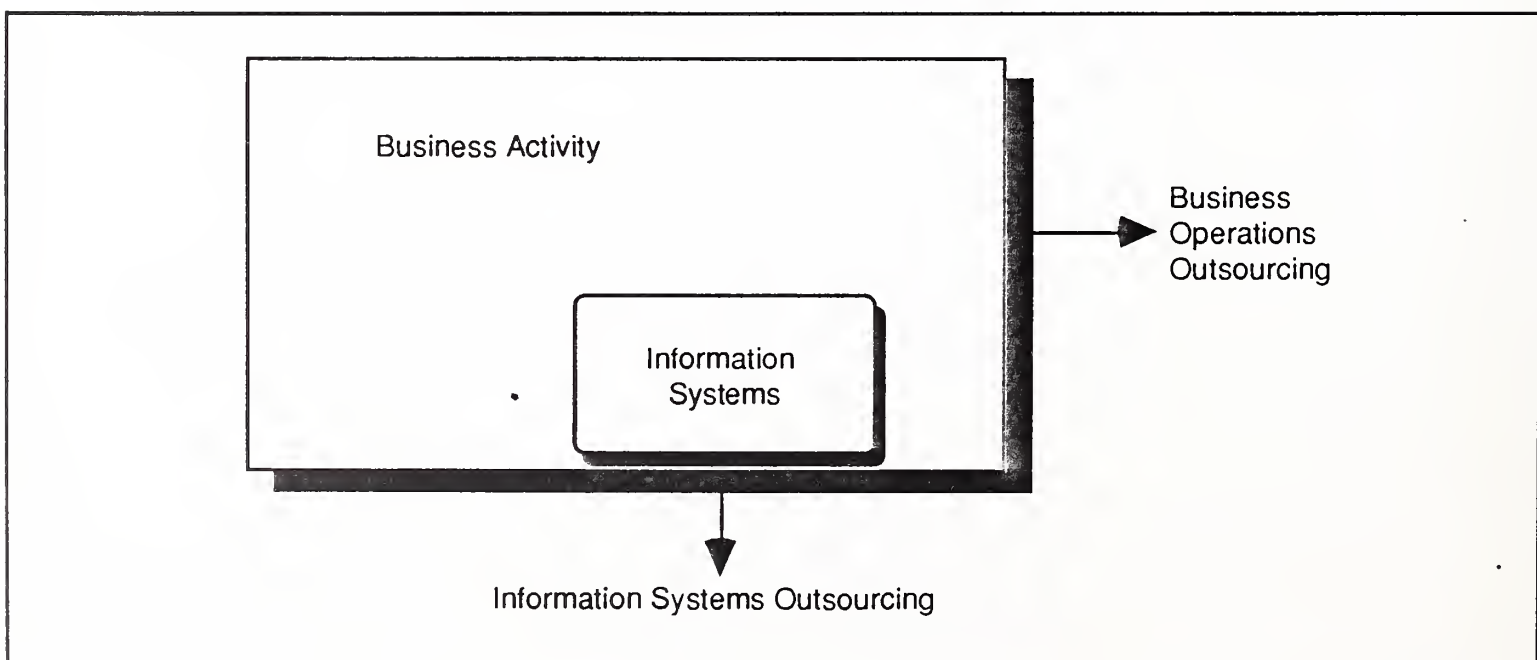 Business Activity
Business
Operations
Outsourcing
Information
Systems
Information Systems Outsourcing